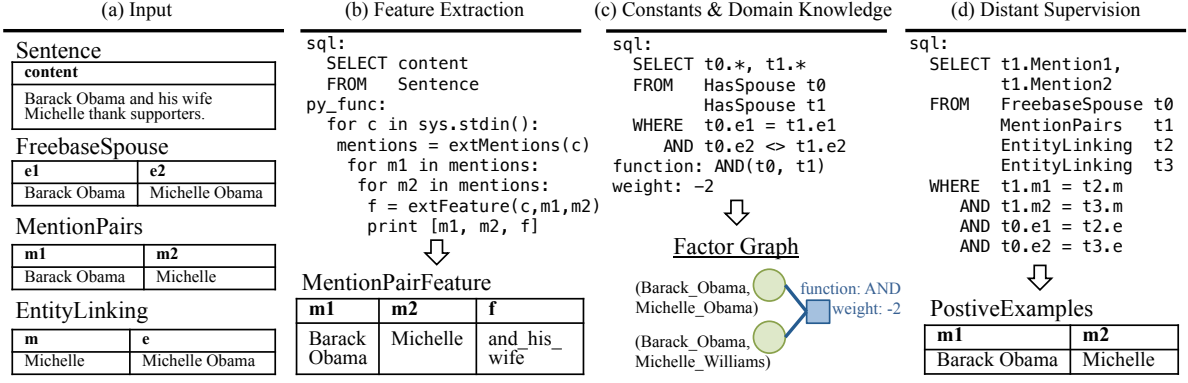 (a) Input
Sentence
content
Barack Obama and his wife
Michelle thank supporters.
FreebaseSpouse
e1 e2
Barack Obama Michelle Obama
MentionPairs
m1 m2
Barack Obama Michelle
EntityLinking
m e
Michelle Michelle Obama
(b) Feature Extraction
sql:
SELECT content
FROM Sentence
py_func:
for c in sys.stdin():
mentions = extMentions(c)
for m1 in mentions:
for m2 in mentions:
f = extFeature(c,m1,m2)
print [m1, m2, f]
MentionPairFeature
m1 m2 f
Barack Michelle and_his_
Obama wife
(c) Constants & Domain Knowledge
sql:
SELECT t0.*, t1.*
FROM HasSpouse t0
HasSpouse t1
WHERE t0.e1 = t1.e1
AND t0.e2 <> t1.e2
function: AND(t0, t1)
weight: -2
Factor Graph
(Barack_Obama,
Michelle_Obama)
function: AND
weight: -2
(Barack_Obama,
Michelle_Williams)
(d) Distant Supervision
sql:
SELECT t1.Mention1,
t1.Mention2
FROM FreebaseSpouse t0
MentionPairs t1
EntityLinking t2
EntityLinking t3
WHERE t1.m1 = t2.m
AND t1.m2 = t3.m
AND t0.e1 = t2.e
AND t0.e2 = t3.e
PostiveExamples
m1 m2
Barack Obama Michelle